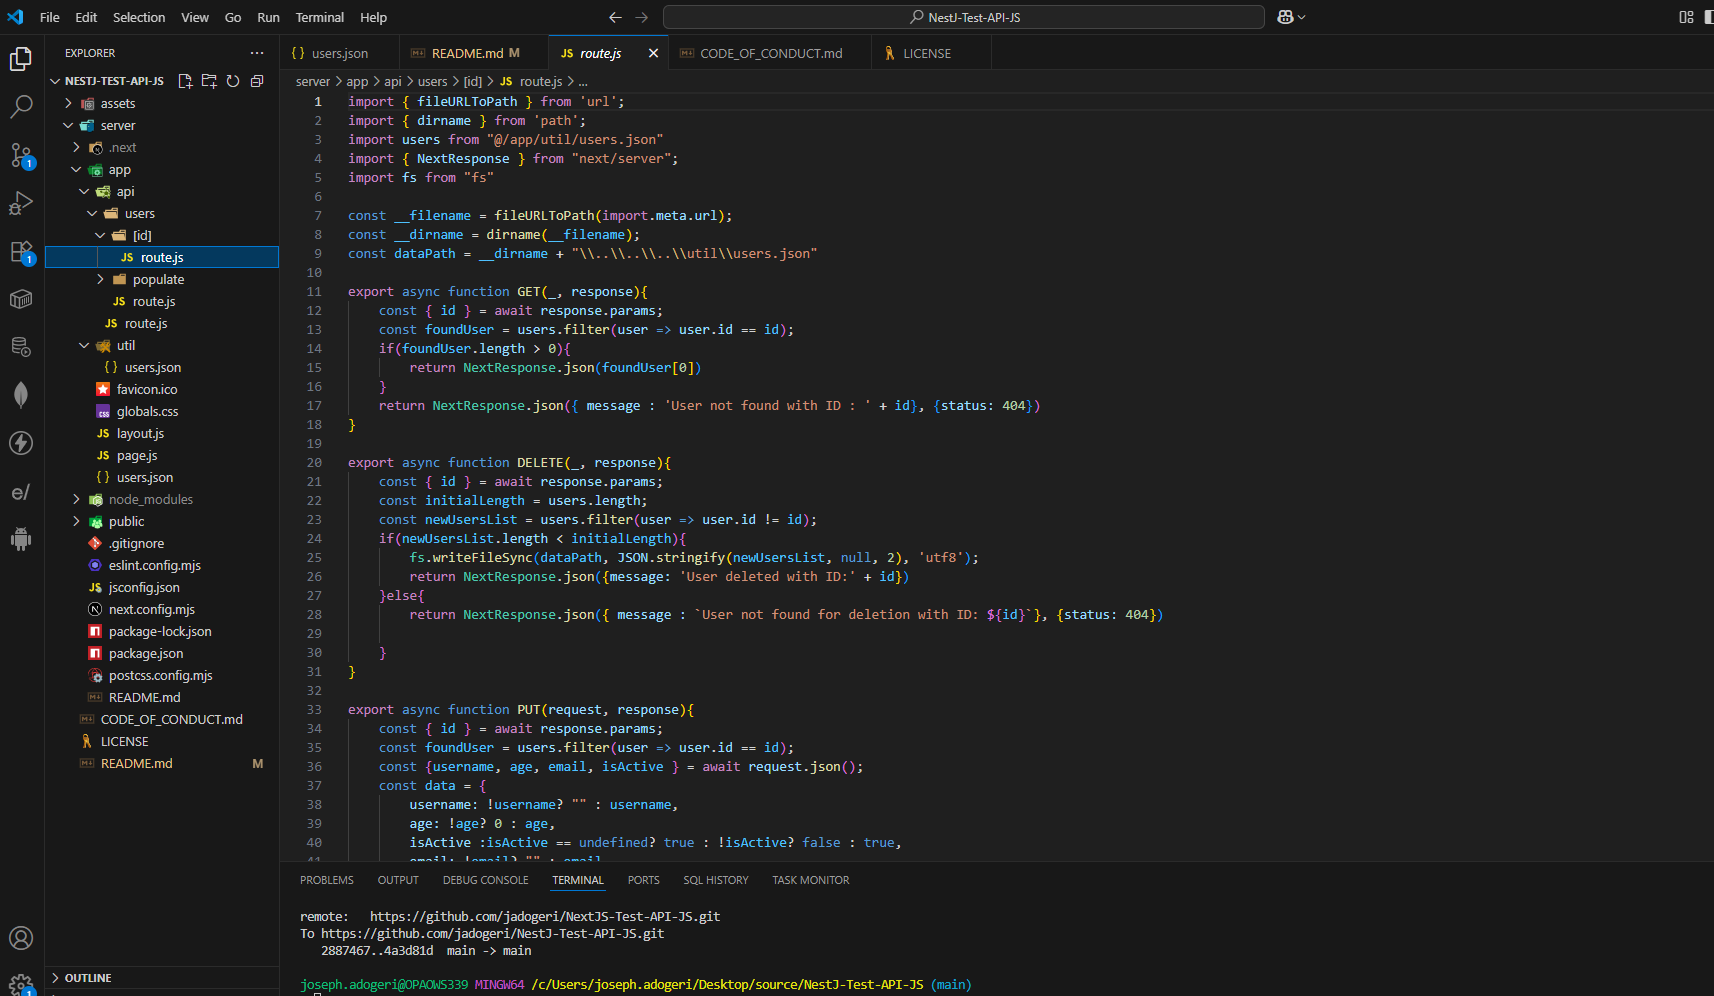 File Edit Selection View Go Run Terminal Help
NestJ-Test-API-JS
EXPLORER
NESTJ-TEST-API-JS
assets
server
.next
app
api
users
[id]
JS route.js
populate
JS route.js
JS route.js
util
{ } users.json
favicon.ico
globals.css
JS layout.js
JS page.js
{ } users.json
node_modules
public
.gitignore
eslint.config.mjs
JS jsconfig.json
next.config.mjs
package-lock.json
package.json
postcss.config.mjs
README.md
CODE_OF_CONDUCT.md
LICENSE
README.md M
OUTLINE
1
1
1
{ } users.json README.md M JS route.js CODE_OF_CONDUCT.md LICENSE
server > app > api > users > [id] > JS route.js > ...
1 import { fileURLToPath } from 'url';
2 import { dirname } from 'path';
3 import users from "@/app/util/users.json"
4 import { NextResponse } from "next/server";
5 import fs from "fs"
6
7 const __filename = fileURLToPath(import.meta.url);
8 const __dirname = dirname(__filename);
9 const dataPath = __dirname + "\\..\\..\\..\\util\\users.json"
10
11 export async function GET(_, response){
12 const { id } = await response.params;
13 const foundUser = users.filter(user => user.id == id);
14 if(foundUser.length > 0){
15 return NextResponse.json(foundUser[0])
16 }
17 return NextResponse.json({ message : 'User not found with ID : ' + id}, {status: 404})
18 }
19
20 export async function DELETE(_, response){
21 const { id } = await response.params;
22 const initialLength = users.length;
23 const newUsersList = users.filter(user => user.id != id);
24 if(newUsersList.length < initialLength){
25 fs.writeFileSync(dataPath, JSON.stringify(newUsersList, null, 2), 'utf8');
26 return NextResponse.json({message: 'User deleted with ID:' + id})
27 }else{
28 return NextResponse.json({ message : `User not found for deletion with ID: ${id}`}, {status: 404})
29
30 }
31 }
32
33 export async function PUT(request, response){
34 const { id } = await response.params;
35 const foundUser = users.filter(user => user.id == id);
36 const {username, age, email, isActive } = await request.json();
37 const data = {
38 username: !username? "" : username,
39 age: !age? 0 : age,
40 isActive :isActive == undefined? true : !isActive? false : true,
41 email: !email? "" : email
PROBLEMS OUTPUT DEBUG CONSOLE TERMINAL PORTS SQL HISTORY TASK MONITOR
remote: https://github.com/jadogeri/NextJS-Test-API-JS.git
To https://github.com/jadogeri/NestJ-Test-API-JS.git
2887467..4a3d81d main -> main
joseph.adogeri@OPAOWS339 MINGW64 /c/Users/joseph.adogeri/Desktop/source/NestJ-Test-API-JS (main)